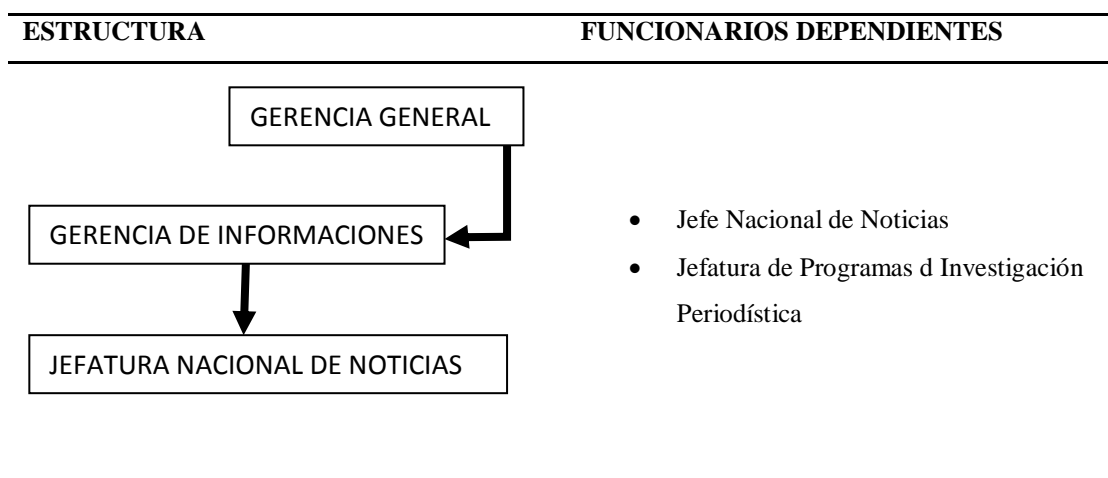 ESTRUCTURA
FUNCIONARIOS DEPENDIENTES
GERENCIA GENERAL
GERENCIA DE INFORMACIONES
JEFATURA NACIONAL DE NOTICIAS
• Jefe Nacional de Noticias
• Jefatura de Programas d Investigación
Periodística